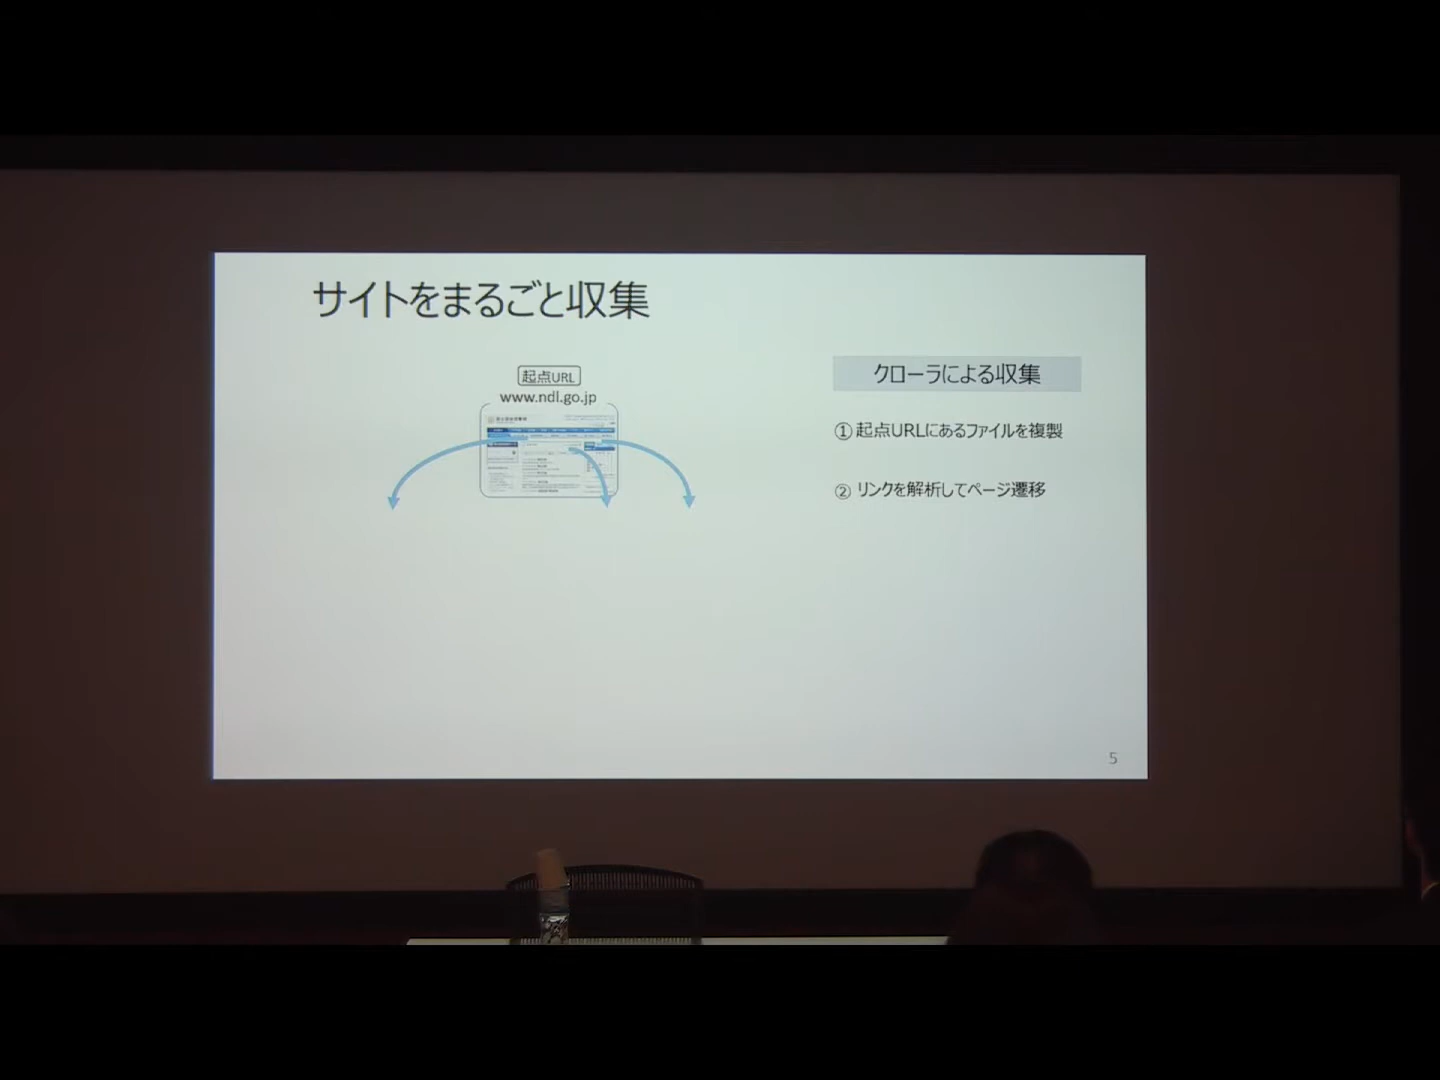 サイトをまるごと収集
起点URL
www.ndl.go.jp
クローラによる収集
① 起点URLにあるファイルを複製
② リンクを解析してページ遷移
5